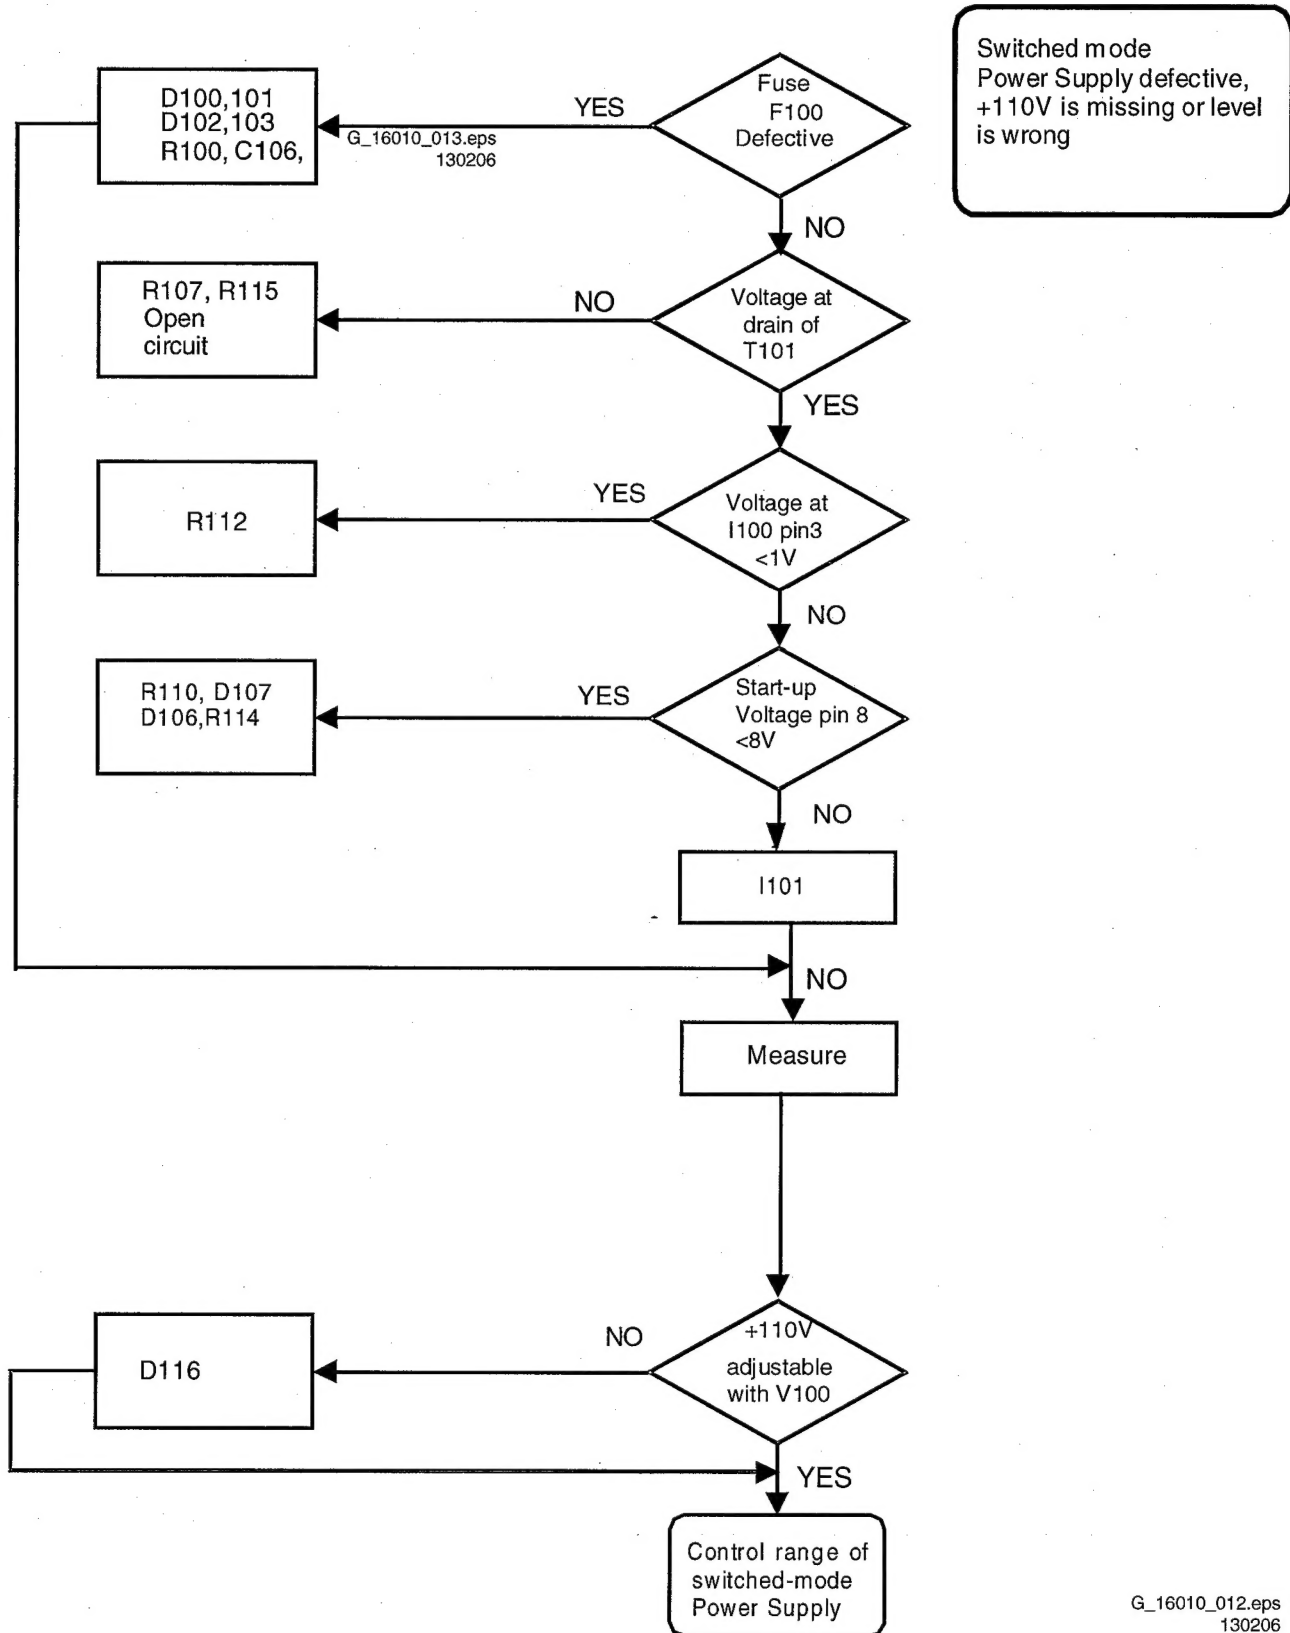 Switched mode
Power Supply defective,
+110V is missing or level
is wrong
Fuse
F100
Defective
YES
D100,101
D102,103
R100, C106,
G_16010_013.eps
130206
NO
Voltage at
drain of
T101
NO
R107, R115
Open
circuit
YES
Voltage at
I100 pin3
<1V
YES
R112
NO
Start-up
Voltage pin 8
<8V
YES
R110, D107
D106,R114
NO
I101
NO
Measure
+110V
adjustable
with V100
NO
D116
YES
Control range of
switched-mode
Power Supply
G_16010_012.eps
130206